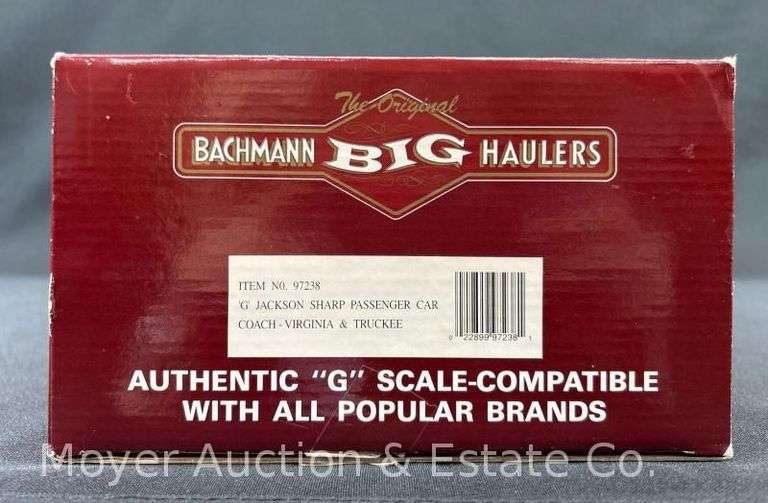 The Original
BACHMANN BIG HAULERS
ITEM NO. 97238
'G' JACKSON SHARP PASSENGER CAR
COACH - VIRGINIA & TRUCKEE
0 22899 97238 1
AUTHENTIC "G" SCALE-COMPATIBLE
WITH ALL POPULAR BRANDS
Moyer Auction & Estate Co.